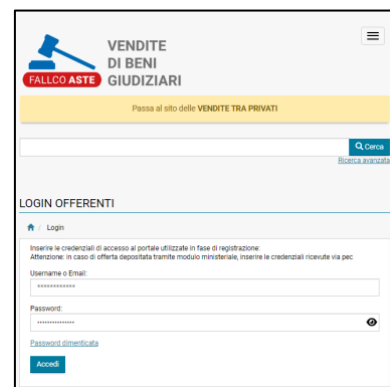 VENDITE
DI BENI
GIUDIZIARI
FALLCO ASTE
Passa al sito delle VENDITE TRA PRIVATI
Cerca
Ricerca avanzata
LOGIN OFFERENTI
/ Login
Inserire le credenziali di accesso al portale utilizzate in fase di registrazione:
Attenzione: in caso di offerta depositata tramite modulo ministeriale, inserire le credenziali ricevute via pec
Username o Email:
************
Password:
Password dimenticata
Accedi